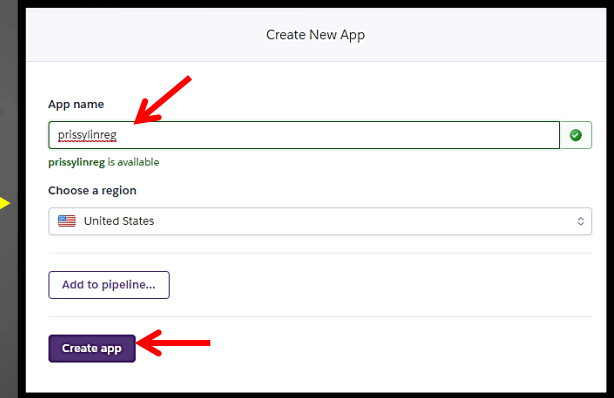 Create New App
App name
prissylinreg
prissylinreg is available
Choose a region
United States
Add to pipeline...
Create app